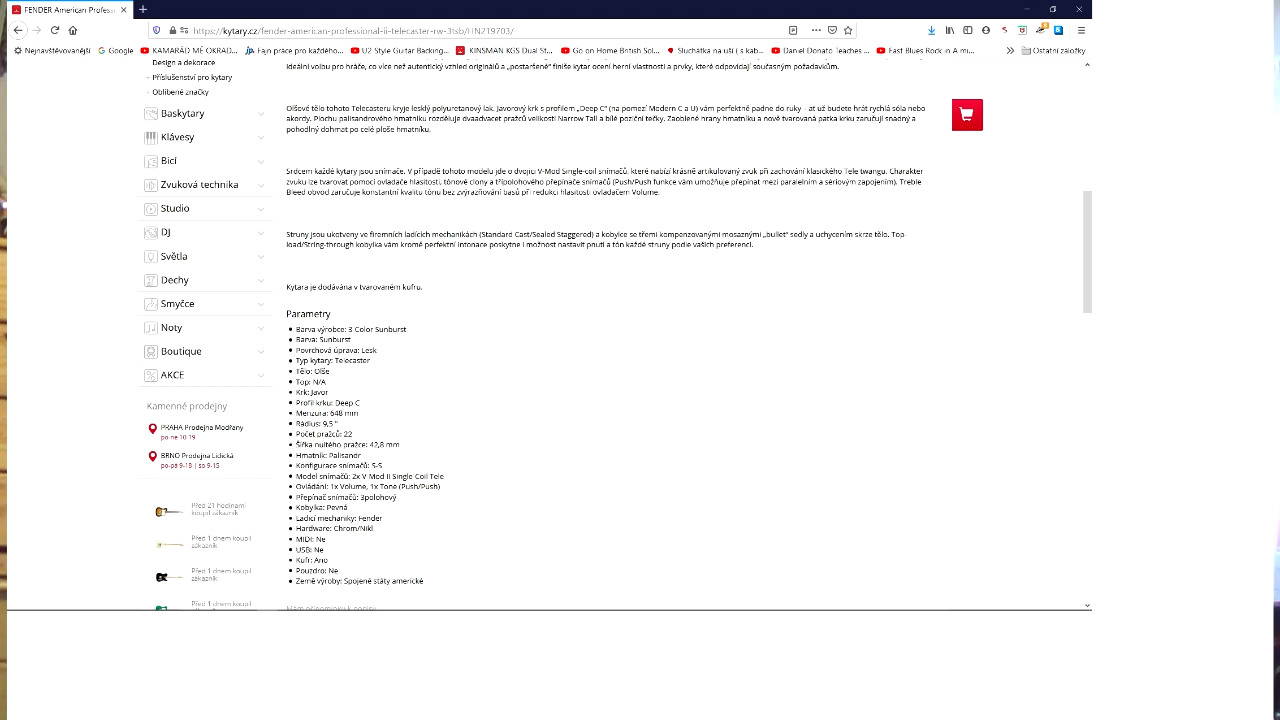 FENDER American Profess
https://kytary.cz/fender-american-professional-ii-telecaster-rw-3tsb/HN219703/
Nejnavštěvovanější
Google
KAMARÁD MĚ OKRAD...
Fajn práce pro každého...
U2 Style Guitar Backing...
KINSMAN KGS Dual St...
Go on Home British Sol...
Sluchátka na uši ( s kab...
Daniel Donato Teaches ...
Fast Blues Rock in A mi...
Ostatní záložky
Design a dekorace
Příslušenství pro kytary
Oblíbené značky
Baskytary
Klávesy
Bicí
Zvuková technika
Studio
DJ
Světla
Dechy
Smyčce
Noty
Boutique
AKCE
Kamenné prodejny
PRAHA Prodejna Modřany
po-ne 10-19
BRNO Prodejna Lidická
po-pá 9-18 | so 9-15
Před 21 hodinami
koupil zákazník
Před 1 dnem koupil
zákazník
Před 1 dnem koupil
zákazník
Před 1 dnem koupil
Ideální volbu pro hráče, co více než autentický vzhled originálů a „postaršené“ finiše kytar ocení herní vlastnosti a prvky, které odpovídají současným požadavkům.
Olšové tělo tohoto Telecasteru kryje lesklý polyuretanový lak. Javorový krk s profilem „Deep C“ (na pomezí Modern C a U) vám perfektně padne do ruky – ať už budete hrát rychlá sóla nebo
akordy. Plochu palisandrového hmatníku rozděluje dvaadvacet pražců velikosti Narrow Tall a bílé poziční tečky. Zaoblené hrany hmatníku a nově tvarovaná patka krku zaručují snadný a
pohodlný dohmat po celé ploše hmatníku.
Srdcem každé kytary jsou snímače. V případě tohoto modelu jde o dvojici V-Mod Single-coil snímačů, které nabízí krásně artikulovaný zvuk při zachování klasického Tele twangu. Charakter
zvuku lze tvarovat pomocí ovladače hlasitosti, tónové clony a třípolohového přepínače snímačů (Push/Push funkce vám umožňuje přepínat mezi paralelním a sériovým zapojením). Treble
Bleed obvod zaručuje konstantní kvalitu tónu bez zvýrazňování basů při redukci hlasitosti ovladačem Volume.
Struny jsou ukotveny ve firemních ladících mechanikách (Standard Cast/Sealed Staggered) a kobylce se třemi kompenzovanými mosaznými „bullet“ sedly a uchycením skrze tělo. Top-
load/String-through kobylka vám kromě perfektní intonace poskytne i možnost nastavit pnutí a tón každé struny podle vašich preferencí.
Kytara je dodávána v tvarovaném kufru.
Parametry
Barva výrobce: 3-Color Sunburst
Barva: Sunburst
Povrchová úprava: Lesk
Typ kytary: Telecaster
Tělo: Olše
Top: N/A
Krk: Javor
Profil krku: Deep C
Menzura: 648 mm
Rádius: 9,5 "
Počet pražců: 22
Šířka nultého pražce: 42,8 mm
Hmatník: Palisandr
Konfigurace snímačů: S-S
Model snímačů: 2x V-Mod II Single-Coil Tele
Ovládání: 1x Volume, 1x Tone (Push/Push)
Přepínač snímačů: 3polohový
Kobylka: Pevná
Ladicí mechaniky: Fender
Hardware: Chrom/Nikl
MIDI: Ne
USB: Ne
Kufr: Ano
Pouzdro: Ne
Země výroby: Spojené státy americké
Mám připomínku k popisu